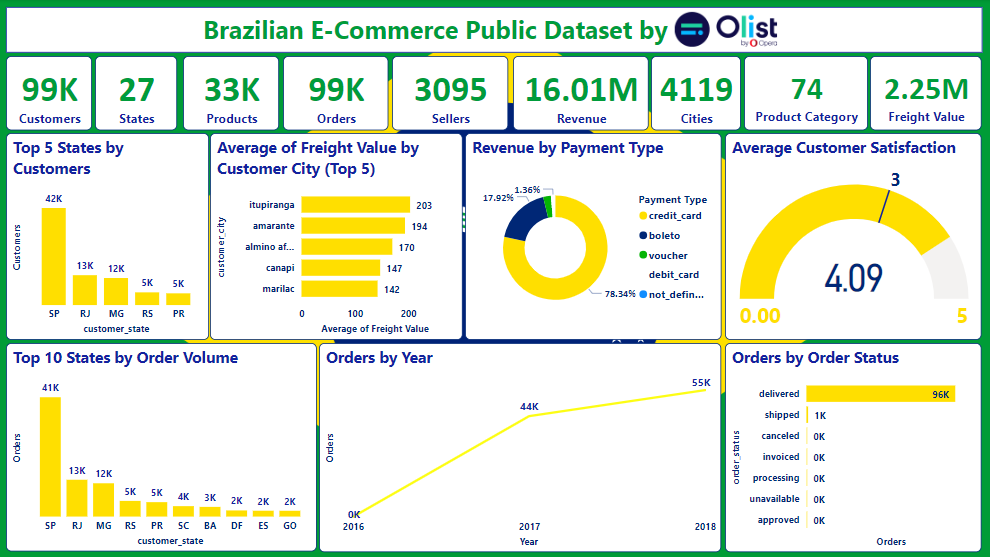 Brazilian E-Commerce Public Dataset by
Olist
by Opera
99K
Customers
27
States
33K
Products
99K
Orders
3095
Sellers
16.01M
Revenue
4119
Cities
74
Product Category
2.25M
Freight Value
Top 5 States by
Customers
Customers
42K
13K
12K
5K
5K
SP
RJ
MG
RS
PR
customer_state
Average of Freight Value by
Customer City (Top 5)
customer_city
itupiranga
203
amarante
194
almino af...
170
canapi
147
marilac
142
0
100
200
Average of Freight Value
Revenue by Payment Type
1.36%
17.92%
78.34%
Payment Type
credit_card
boleto
voucher
debit_card
not_defin...
Average Customer Satisfaction
3
4.09
0.00
5
Top 10 States by Order Volume
Orders
41K
13K
12K
5K
5K
4K
3K
2K
2K
2K
SP
RJ
MG
RS
PR
SC
BA
DF
ES
GO
customer_state
Orders by Year
Orders
0K
44K
55K
2016
2017
2018
Year
Orders by Order Status
order_status
delivered
96K
shipped
1K
canceled
0K
invoiced
0K
processing
0K
unavailable
0K
approved
0K
Orders